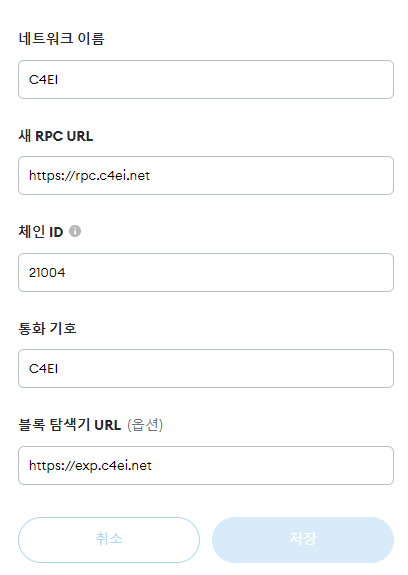 네트워크 이름
C4EI
새 RPC URL
https://rpc.c4ei.net
체인 ID
21004
통화 기호
C4EI
블록 탐색기 URL (옵션)
https://exp.c4ei.net
취소 저장